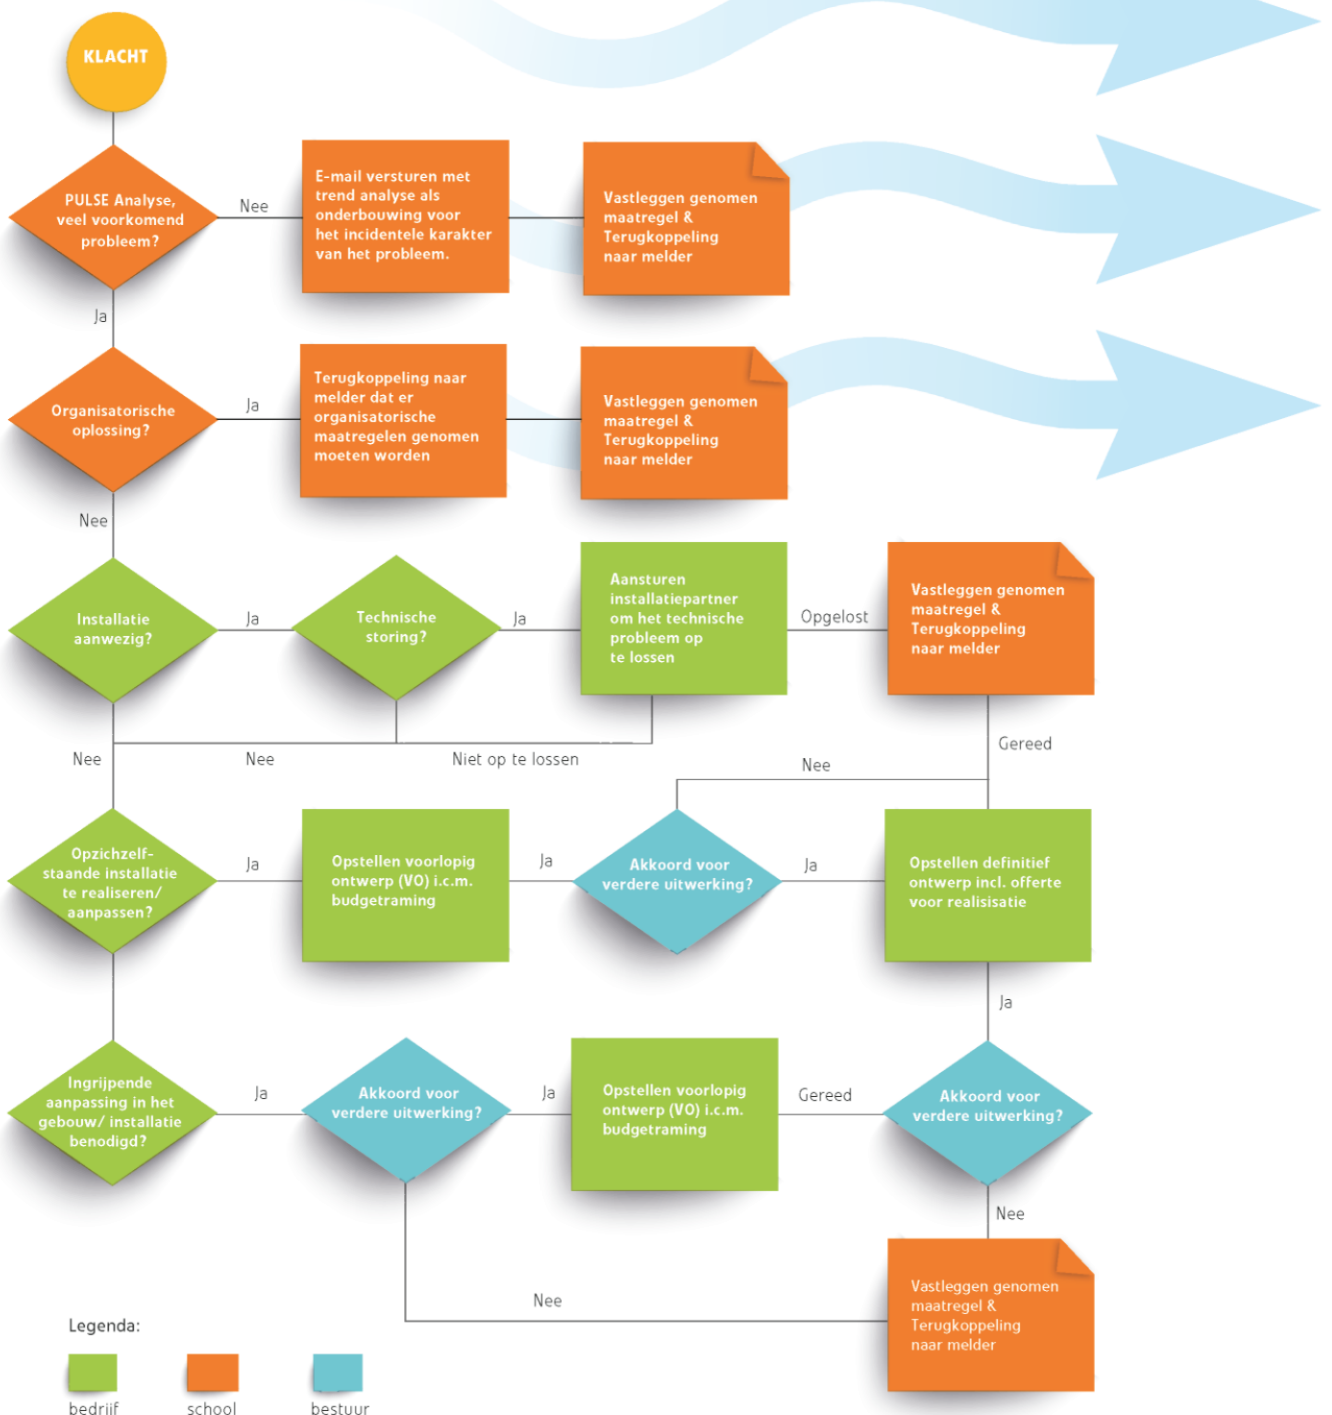 KLACHT
PULSE Analyse,
veel voorkomend
probleem?
Nee
E-mail versturen met
trend analyse als
onderbouwing voor
het incidentele karakter
van het probleem.
Vastleggen genomen
maatregel &
Terugkoppeling
naar melder
Ja
Organisatorische
oplossing?
Ja
Terugkoppeling naar
melder dat er
organisatorische
maatregelen genomen
moeten worden
Vastleggen genomen
maatregel &
Terugkoppeling
naar melder
Nee
Installatie
aanwezig?
Ja
Technische
storing?
Ja
Aansturen
installatiepartner
om het technische
probleem op
te lossen
Opgelost
Vastleggen genomen
maatregel &
Terugkoppeling
naar melder
Nee
Nee
Niet op te lossen
Nee
Gereed
Opzichzelf-
staande installatie
te realiseren/
aanpassen?
Ja
Opstellen voorlopig
ontwerp (VO) i.c.m.
budgetraming
Ja
Akkoord voor
verdere uitwerking?
Ja
Opstellen definitief
ontwerp incl. offerte
voor realisisatie
Ja
Ingrijpende
aanpassing in het
gebouw/ installatie
benodigd?
Ja
Akkoord voor
verdere uitwerking?
Ja
Opstellen voorlopig
ontwerp (VO) i.c.m.
budgetraming
Gereed
Akkoord voor
verdere uitwerking?
Nee
Nee
Vastleggen genomen
maatregel &
Terugkoppeling
naar melder
Legenda:
bedrijf
school
bestuur